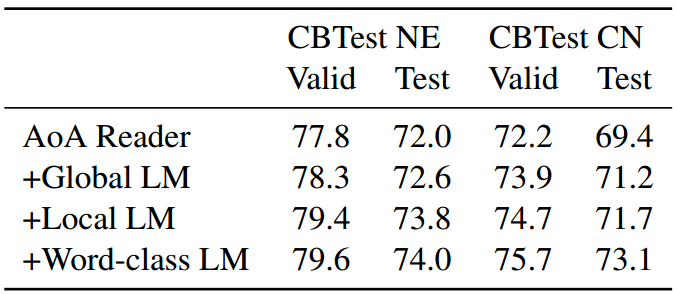 CBTest NE CBTest CN
Valid Test Valid Test
AoA Reader 77.8 72.0 72.2 69.4
+Global LM 78.3 72.6 73.9 71.2
+Local LM 79.4 73.8 74.7 71.7
+Word-class LM 79.6 74.0 75.7 73.1